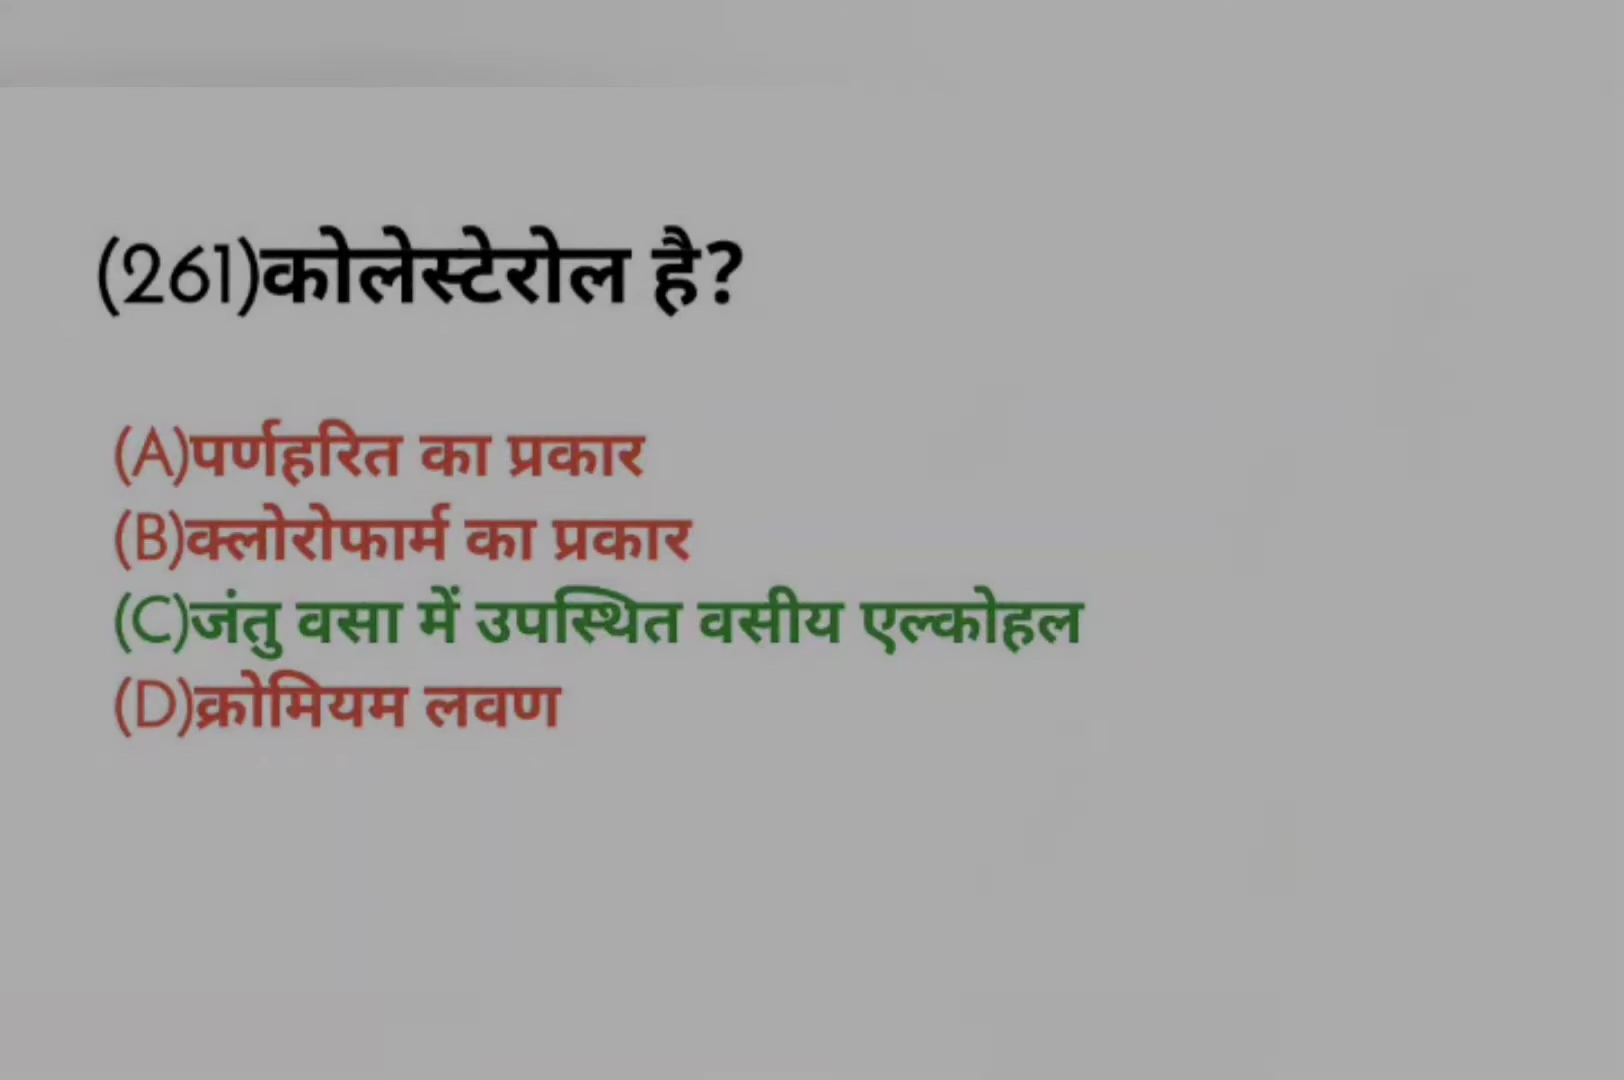 (261)कोलेस्टेरोल है?
(A)पर्णहरित का प्रकार
(B)क्लोरोफार्म का प्रकार
(C)जंतु वसा में उपस्थित वसीय एल्कोहल
(D)क्रोमियम लवण